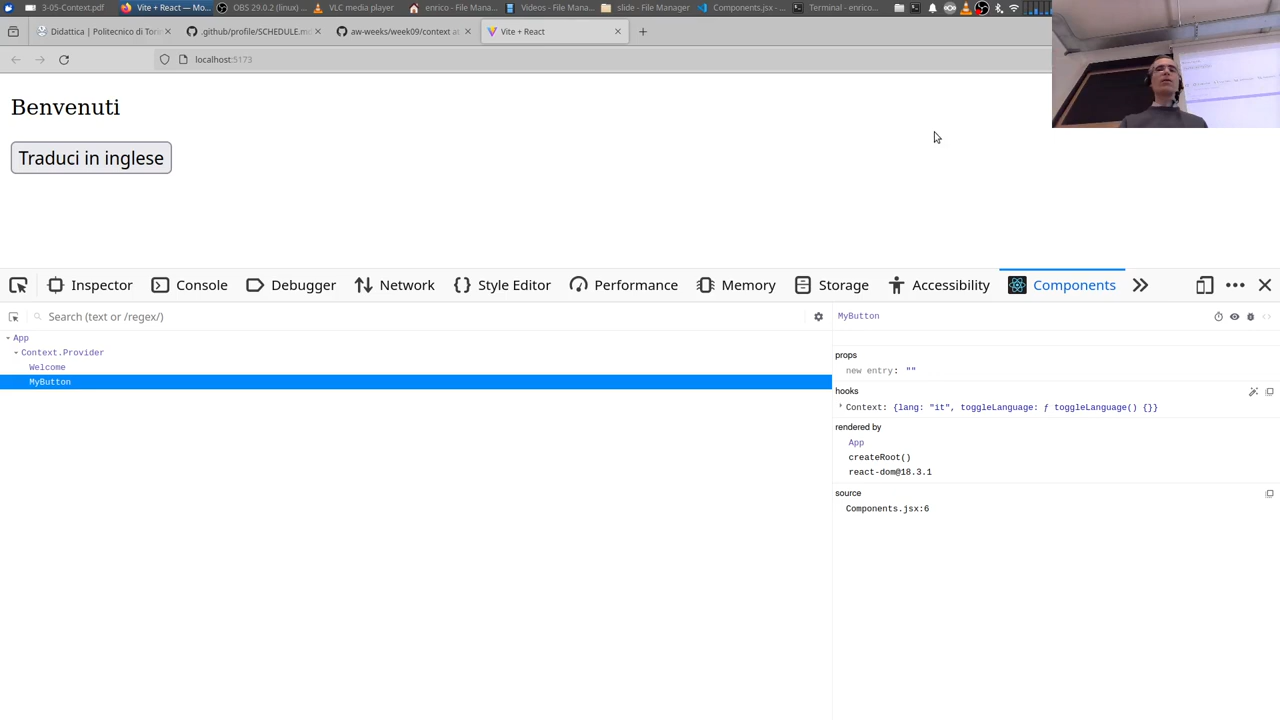 3-05-Context.pdf
Vite + React — Mo...
OBS 29.0.2 (linux) ...
VLC media player
enrico - File Mana...
Videos - File Mana...
slide - File Manager
Components.jsx - ...
Terminal - enrico...
Didattica | Politecnico di Tori
.github/profile/SCHEDULE.md
aw-weeks/week09/context at
Vite + React
localhost:5173
Benvenuti
Traduci in inglese
Inspector
Console
Debugger
Network
Style Editor
Performance
Memory
Storage
Accessibility
Components
Search (text or /regex/)
MyButton
App
Context.Provider
Welcome
MyButton
props
new entry: ""
hooks
Context: {lang: "it", toggleLanguage: ƒ toggleLanguage() {}}
rendered by
App
createRoot()
react-dom@18.3.1
source
Components.jsx:6